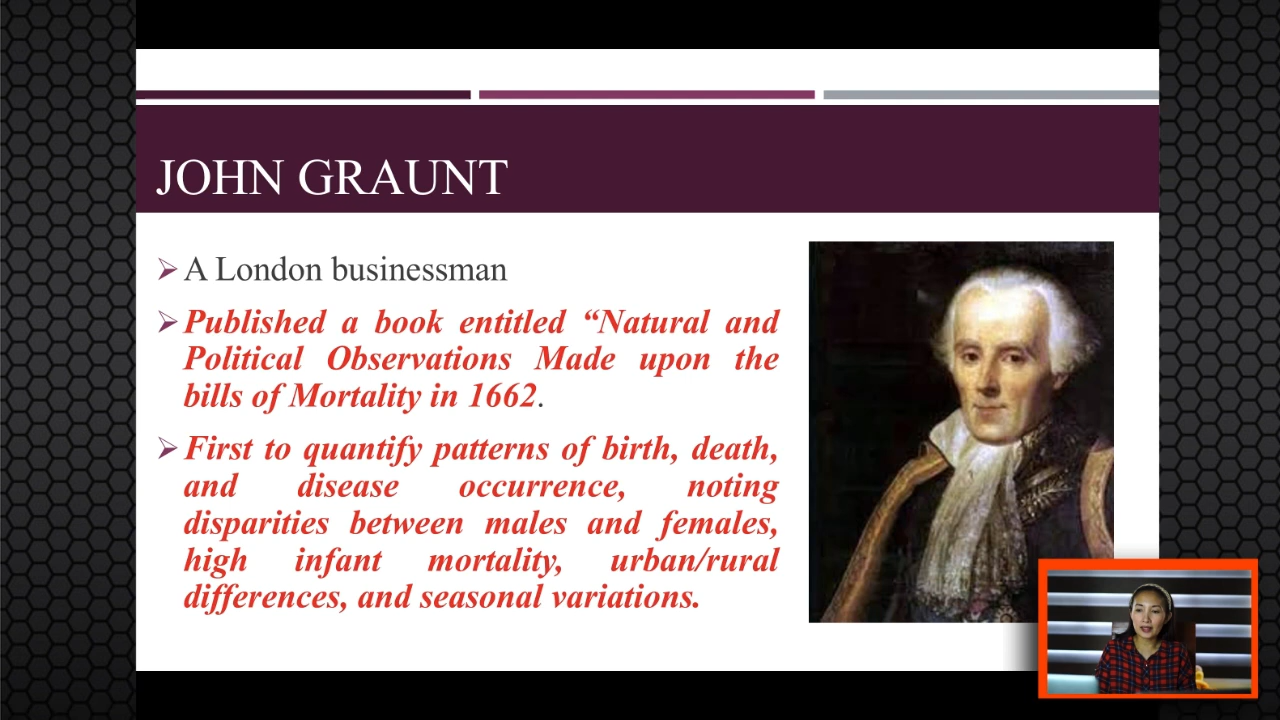 JOHN GRAUNT
A London businessman
Published a book entitled “Natural and
Political Observations Made upon the
bills of Mortality in 1662.
First to quantify patterns of birth, death,
and disease occurrence, noting
disparities between males and females,
high infant mortality, urban/rural
differences, and seasonal variations.